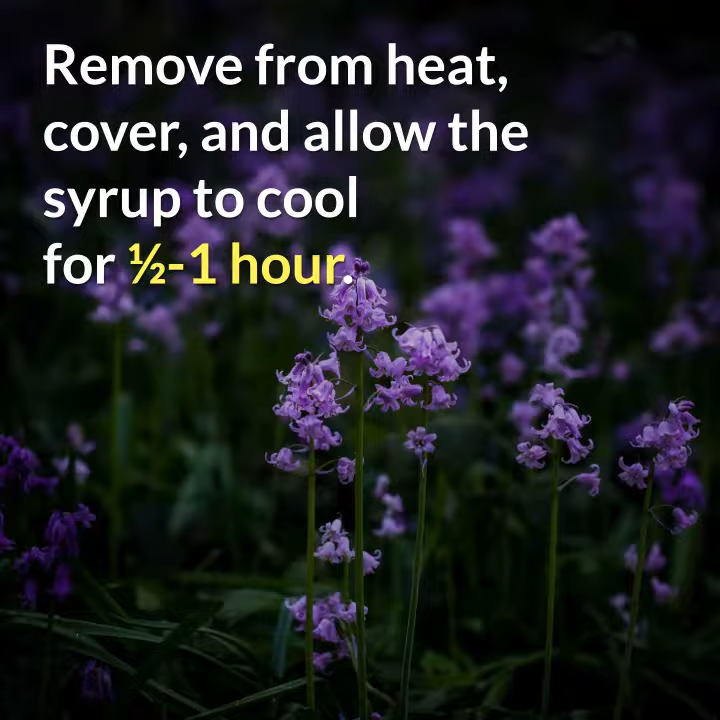 Remove from heat,
cover, and allow the
syrup to cool
for ½-1 hour.